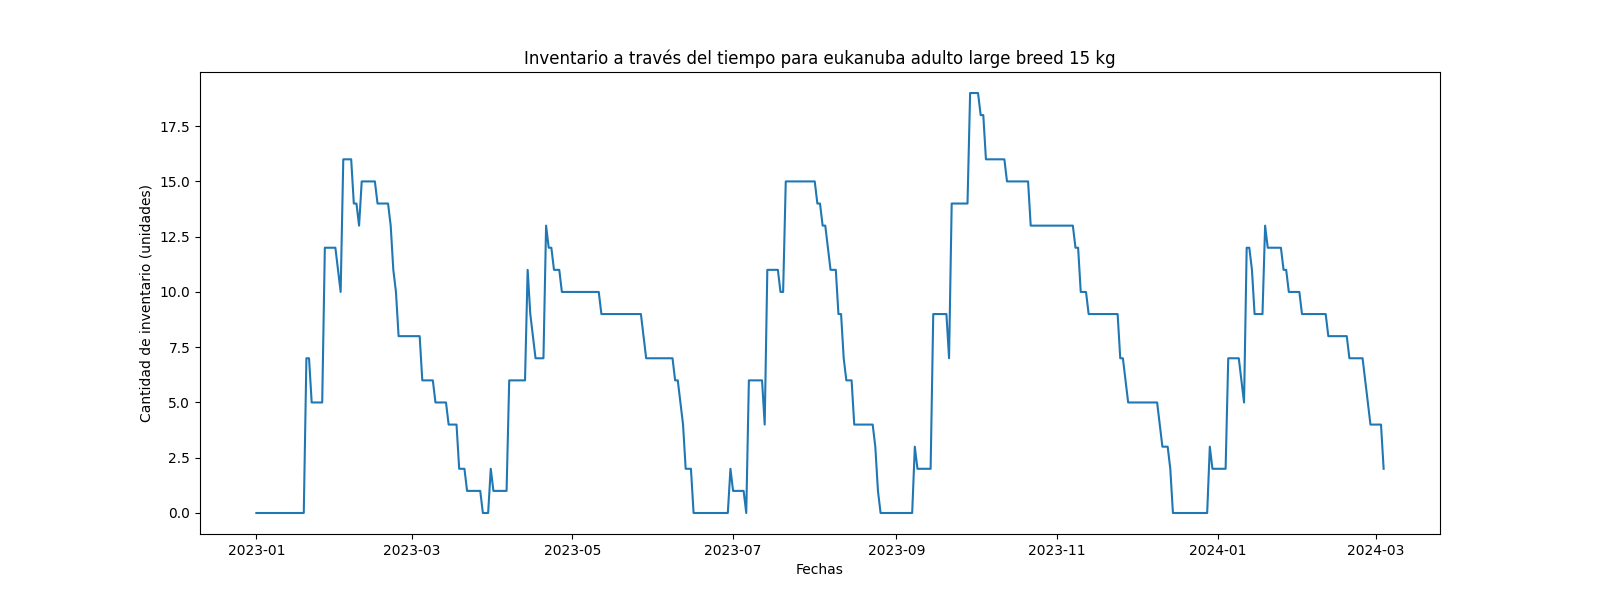 Inventario a través del tiempo para eukanuba adulto large breed 15 kg
Cantidad de inventario (unidades)
17.5
15.0
12.5
10.0
7.5
5.0
2.5
0.0
2023-01 2023-03 2023-05 2023-07 2023-09 2023-11 2024-01 2024-03
Fechas